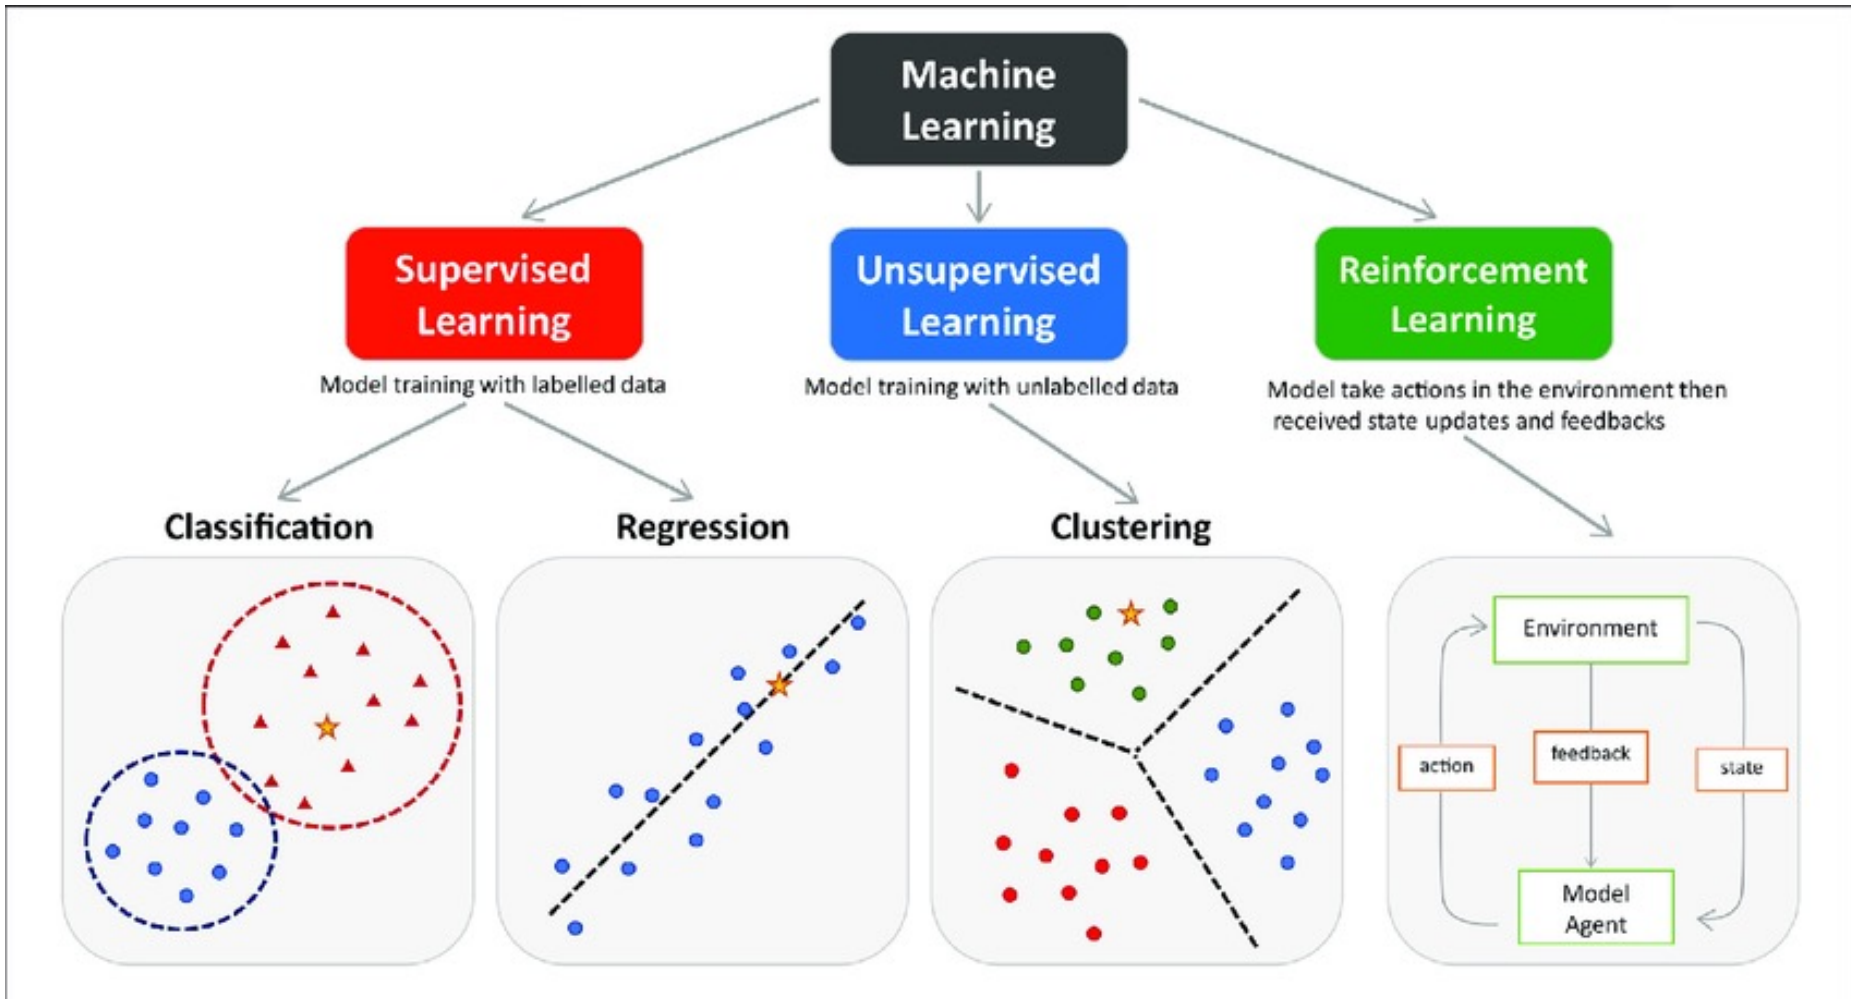 Machine
Learning
Supervised
Learning
Unsupervised
Learning
Reinforcement
Learning
Model training with labelled data
Model training with unlabelled data
Model take actions in the environment then
received state updates and feedbacks
Classification
Regression
Clustering
Environment
action
feedback
state
Model
Agent